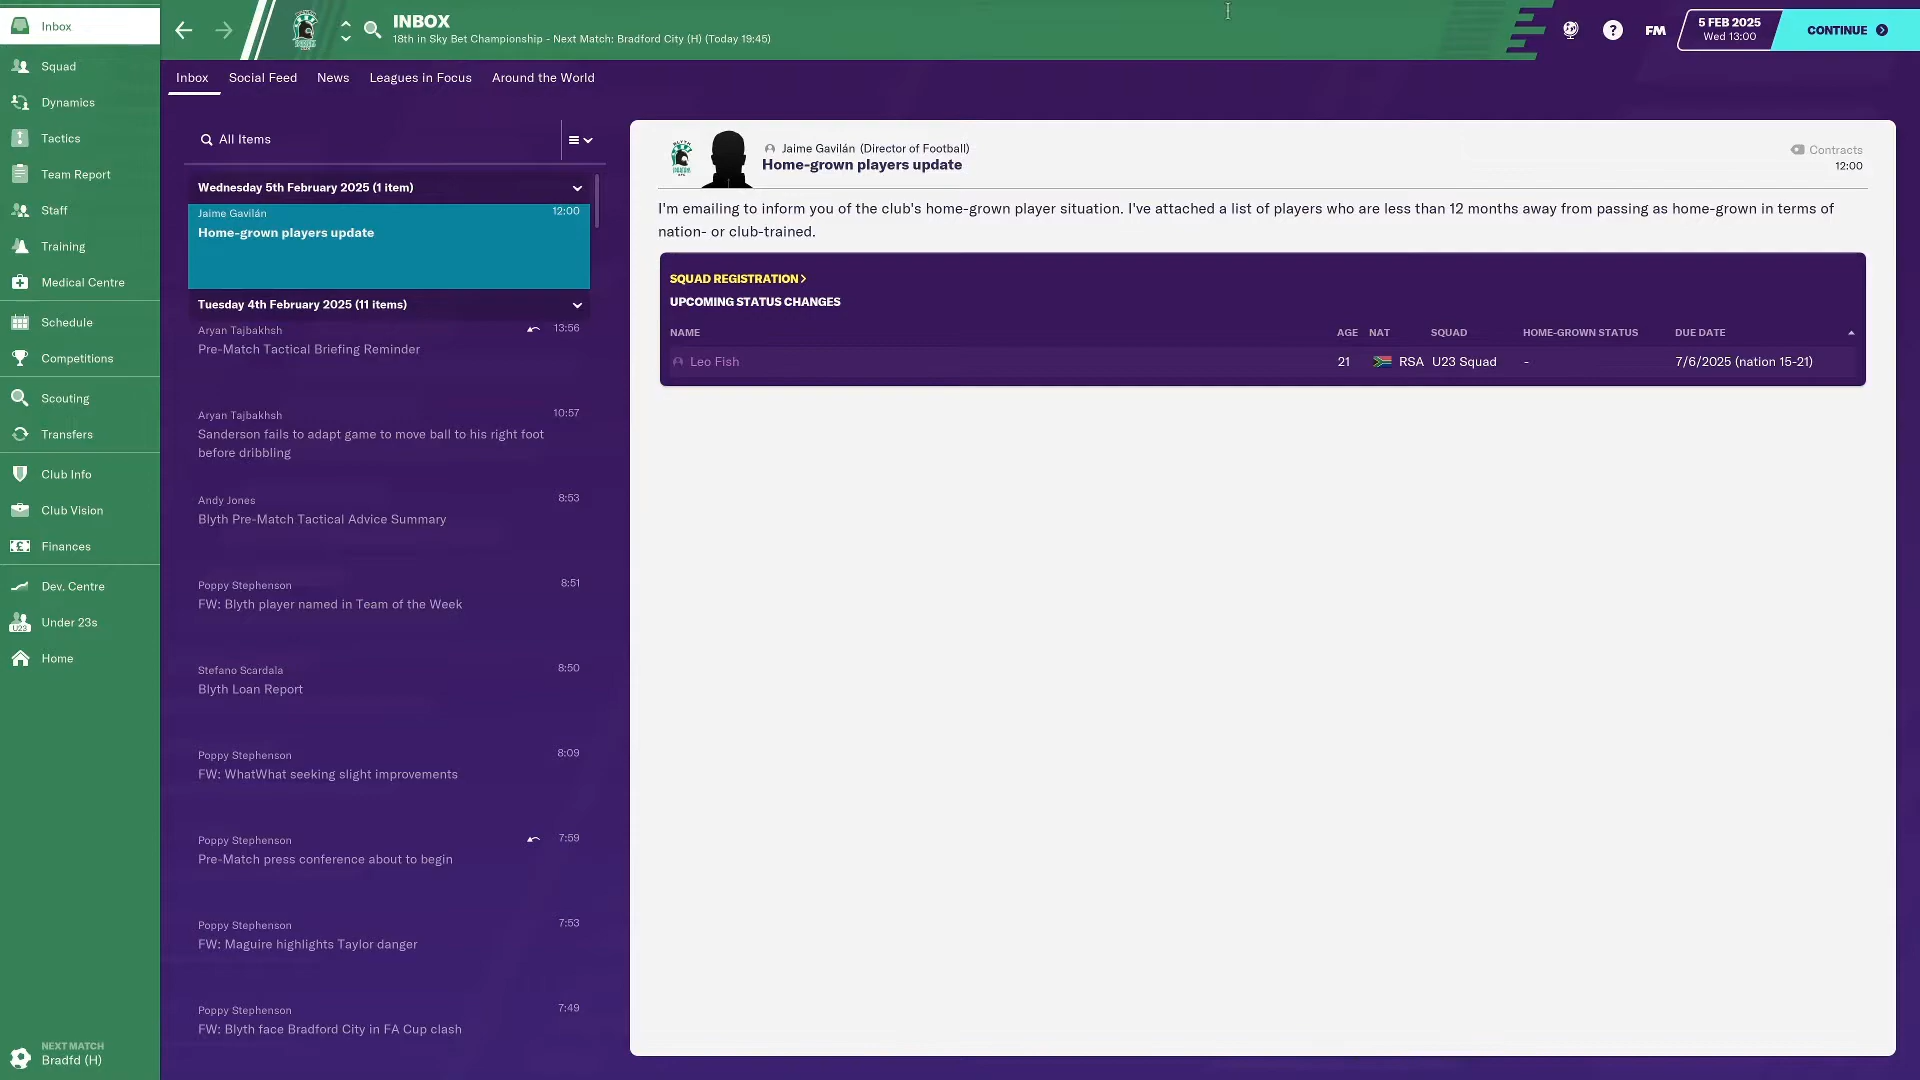 Inbox
Squad
Dynamics
Tactics
Team Report
Staff
Training
Medical Centre
Schedule
Competitions
Scouting
Transfers
Club Info
Club Vision
Finances
Dev. Centre
U23
Under 23s
Home
NEXT MATCH
Bradfd (H)
INBOX
18th in Sky Bet Championship - Next Match: Bradford City (H) (Today 19:45)
?
FM
5 FEB 2025
Wed 13:00
CONTINUE
Inbox Social Feed News Leagues in Focus Around the World
All Items
Wednesday 5th February 2025 (1 item)
Jaime Gavilán 12:00
Home-grown players update
Tuesday 4th February 2025 (11 items)
Aryan Tajbakhsh 13:56
Pre-Match Tactical Briefing Reminder
Aryan Tajbakhsh 10:57
Sanderson fails to adapt game to move ball to his right foot
before dribbling
Andy Jones 8:53
Blyth Pre-Match Tactical Advice Summary
Poppy Stephenson 8:51
FW: Blyth player named in Team of the Week
Stefano Scardala 8:50
Blyth Loan Report
Poppy Stephenson 8:09
FW: WhatWhat seeking slight improvements
Poppy Stephenson 7:59
Pre-Match press conference about to begin
Poppy Stephenson 7:53
FW: Maguire highlights Taylor danger
Poppy Stephenson 7:49
FW: Blyth face Bradford City in FA Cup clash
Jaime Gavilán (Director of Football)
Home-grown players update
Contracts
12:00
I'm emailing to inform you of the club's home-grown player situation. I've attached a list of players who are less than 12 months away from passing as home-grown in terms of
nation- or club-trained.
SQUAD REGISTRATION >
UPCOMING STATUS CHANGES
NAME AGE NAT SQUAD HOME-GROWN STATUS DUE DATE
Leo Fish 21 RSA U23 Squad - 7/6/2025 (nation 15-21)